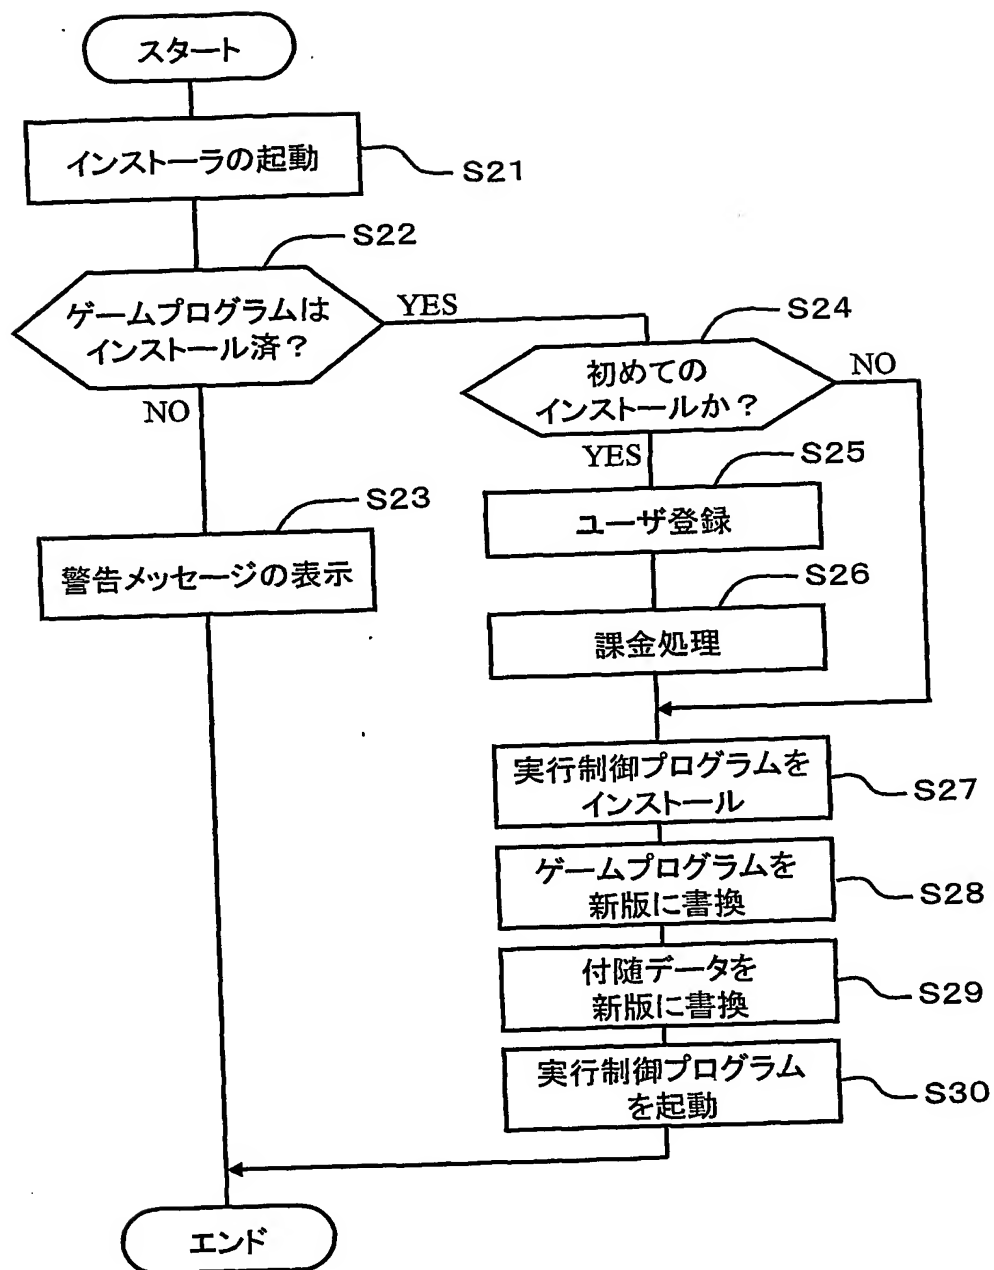 スタート
インストーラの起動
S21
S22
ゲームプログラムは
インストール済？
YES
NO
S23
警告メッセージの表示
S24
初めての
インストールか？
NO
YES
S25
ユーザ登録
S26
課金処理
実行制御プログラムを
インストール
S27
ゲームプログラムを
新版に書換
S28
付随データを
新版に書換
S29
実行制御プログラム
を起動
S30
エンド